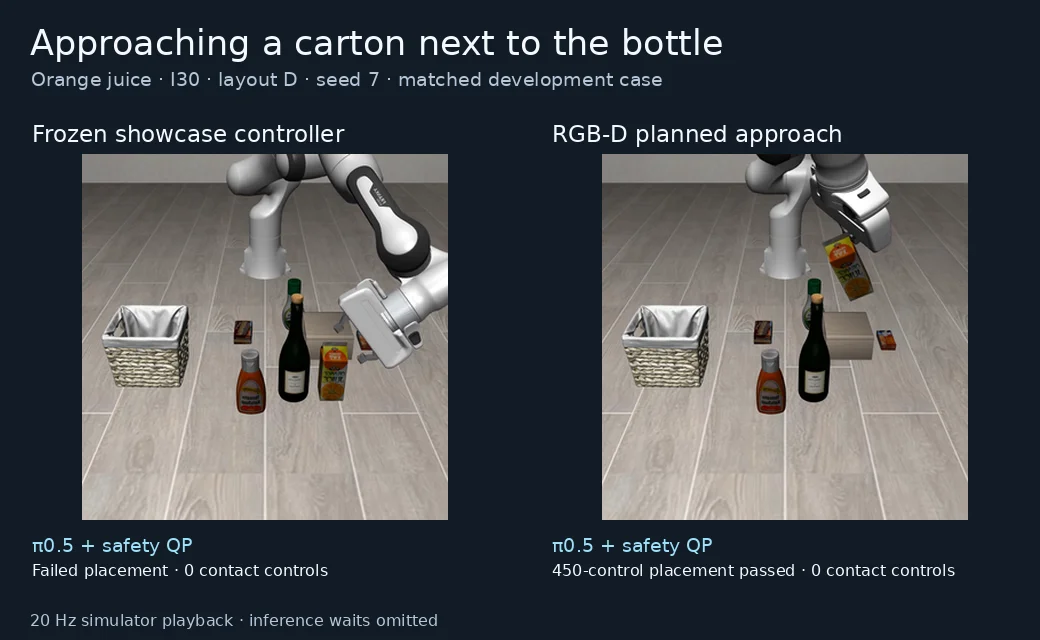 Approaching a carton next to the bottle
Orange juice · I30 · layout D · seed 7 · matched development case
Frozen showcase controller
RGB-D planned approach
π0.5 + safety QP
Failed placement · 0 contact controls
π0.5 + safety QP
450-control placement passed · 0 contact controls
20 Hz simulator playback · inference waits omitted